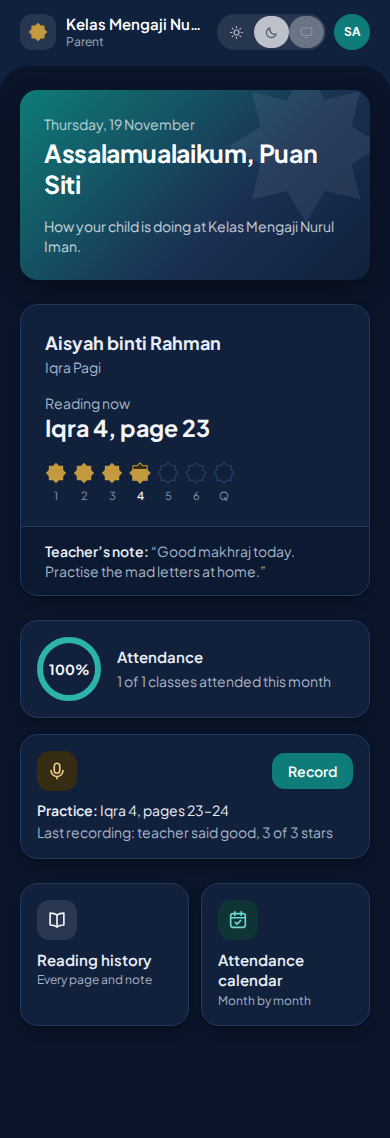 Kelas Mengaji Nu...
Parent
SA
Thursday, 19 November
Assalamualaikum, Puan
Siti
How your child is doing at Kelas Mengaji Nurul
Iman.
Aisyah binti Rahman
Iqra Pagi
Reading now
Iqra 4, page 23
1 2 3 4 5 6 Q
Teacher’s note: “Good makhraj today.
Practise the mad letters at home.”
100%
Attendance
1 of 1 classes attended this month
Record
Practice: Iqra 4, pages 23–24
Last recording: teacher said good, 3 of 3 stars
Reading history
Every page and note
Attendance
calendar
Month by month